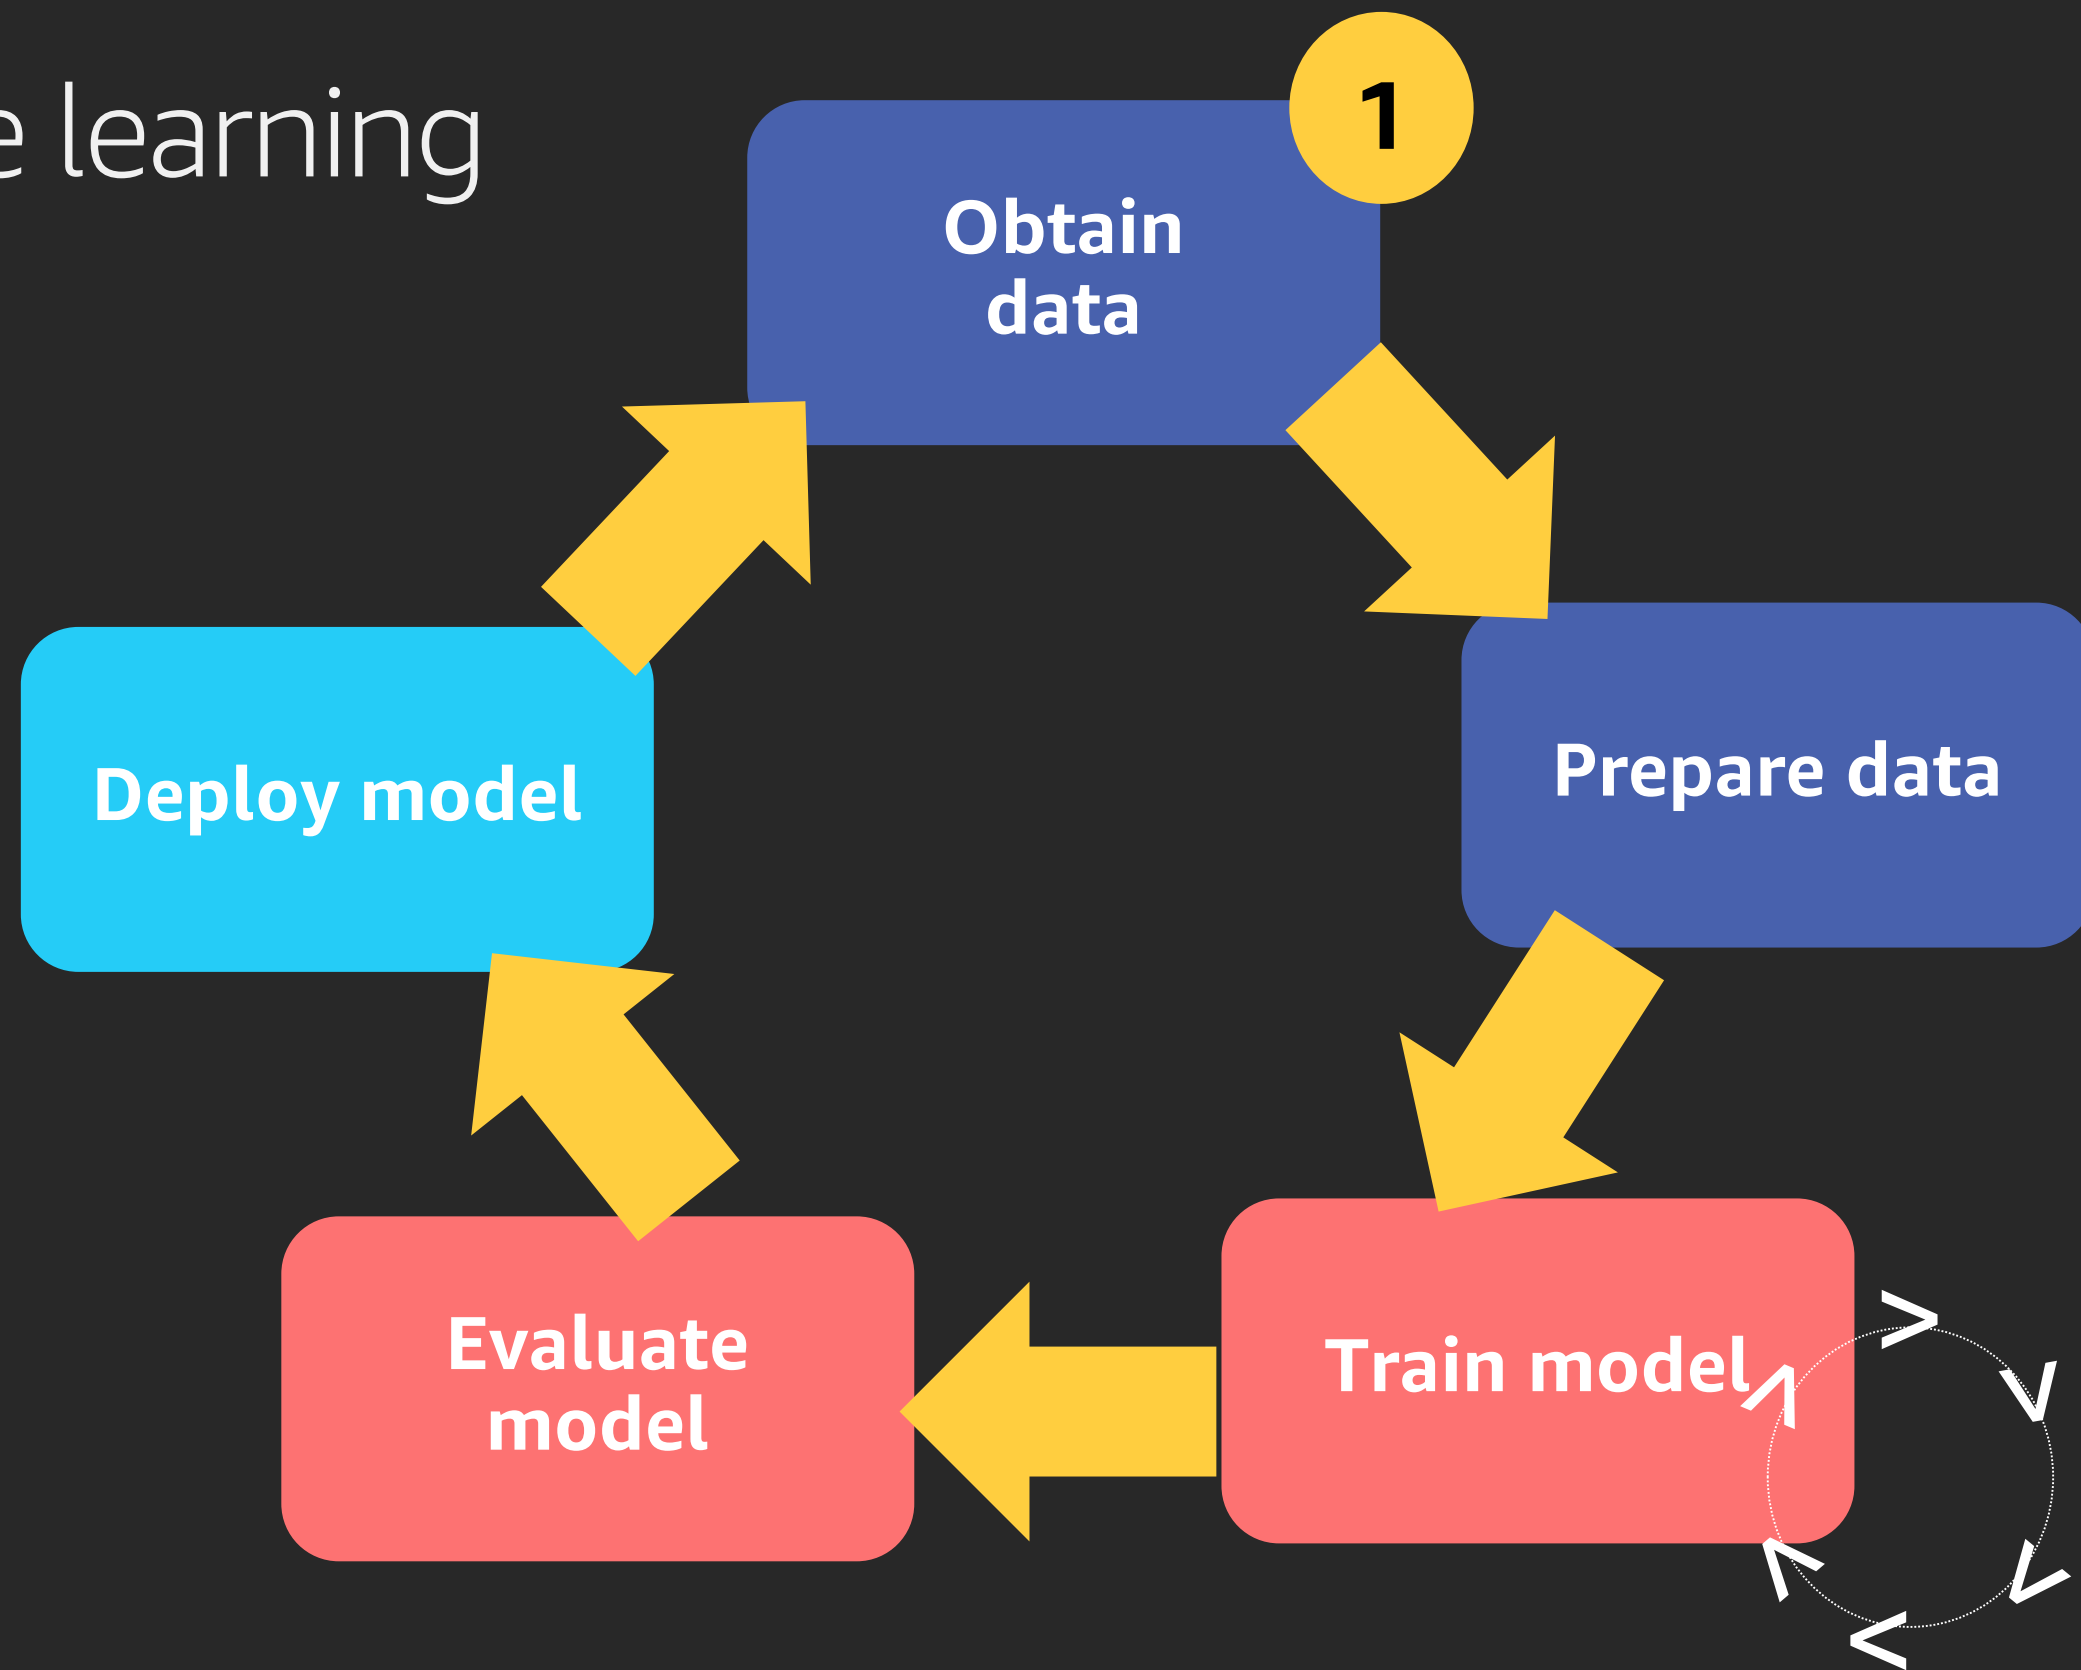 e learning
1
Obtain
data
Prepare data
Deploy model
Train model
Evaluate
model